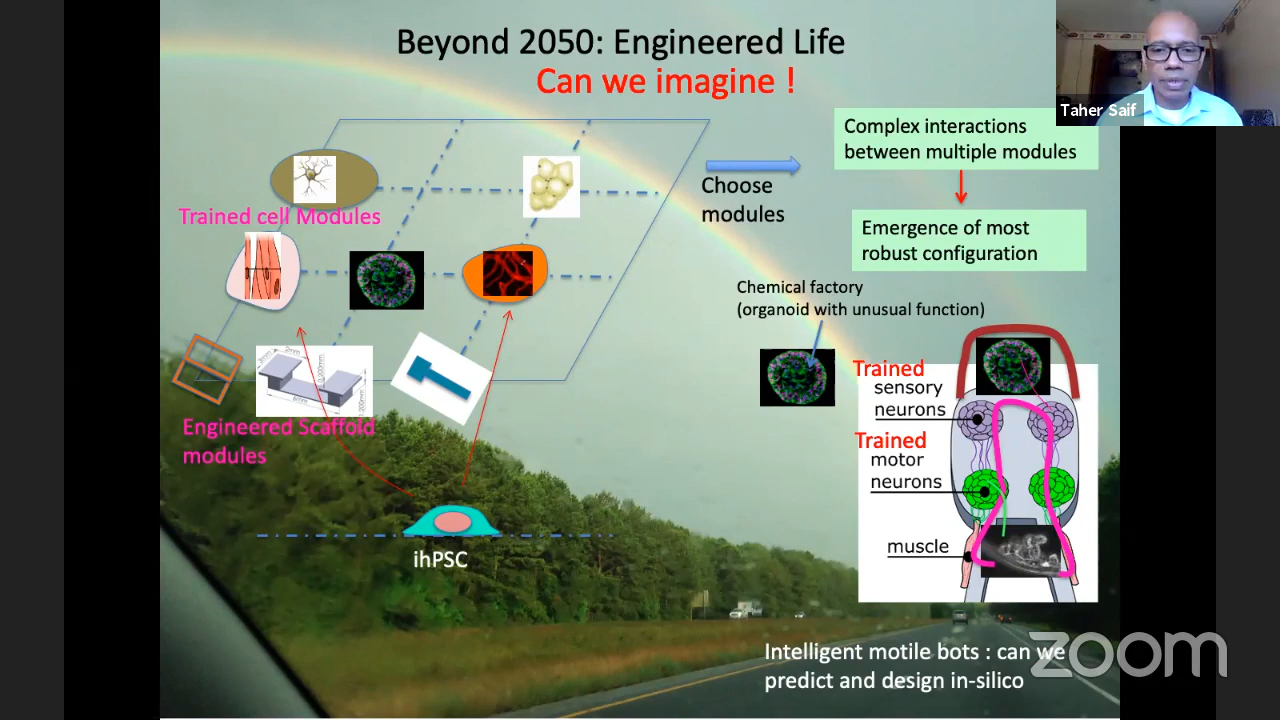 Beyond 2050: Engineered Life
Can we imagine !
Taher Saif
Complex interactions
between multiple modules
Choose
modules
Trained cell Modules
Emergence of most
robust configuration
Chemical factory
(organoid with unusual function)
Engineered Scaffold
modules
ihPSC
Trained
sensory
neurons
Trained
motor
neurons
muscle
Intelligent motile bots : can we
predict and design in-silico
zoom